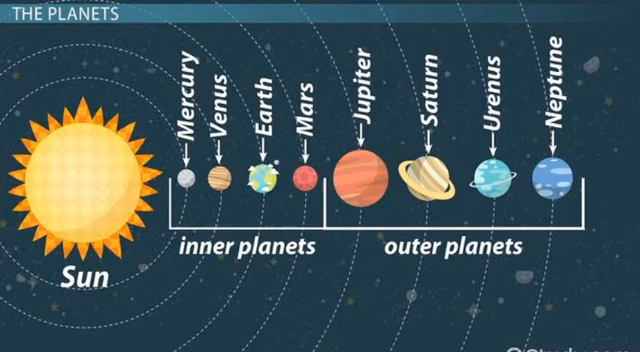 THE PLANETS
Mercury
Venus
Earth
Mars
Jupiter
Saturn
Urenus
Neptune
inner planets
outer planets
Sun